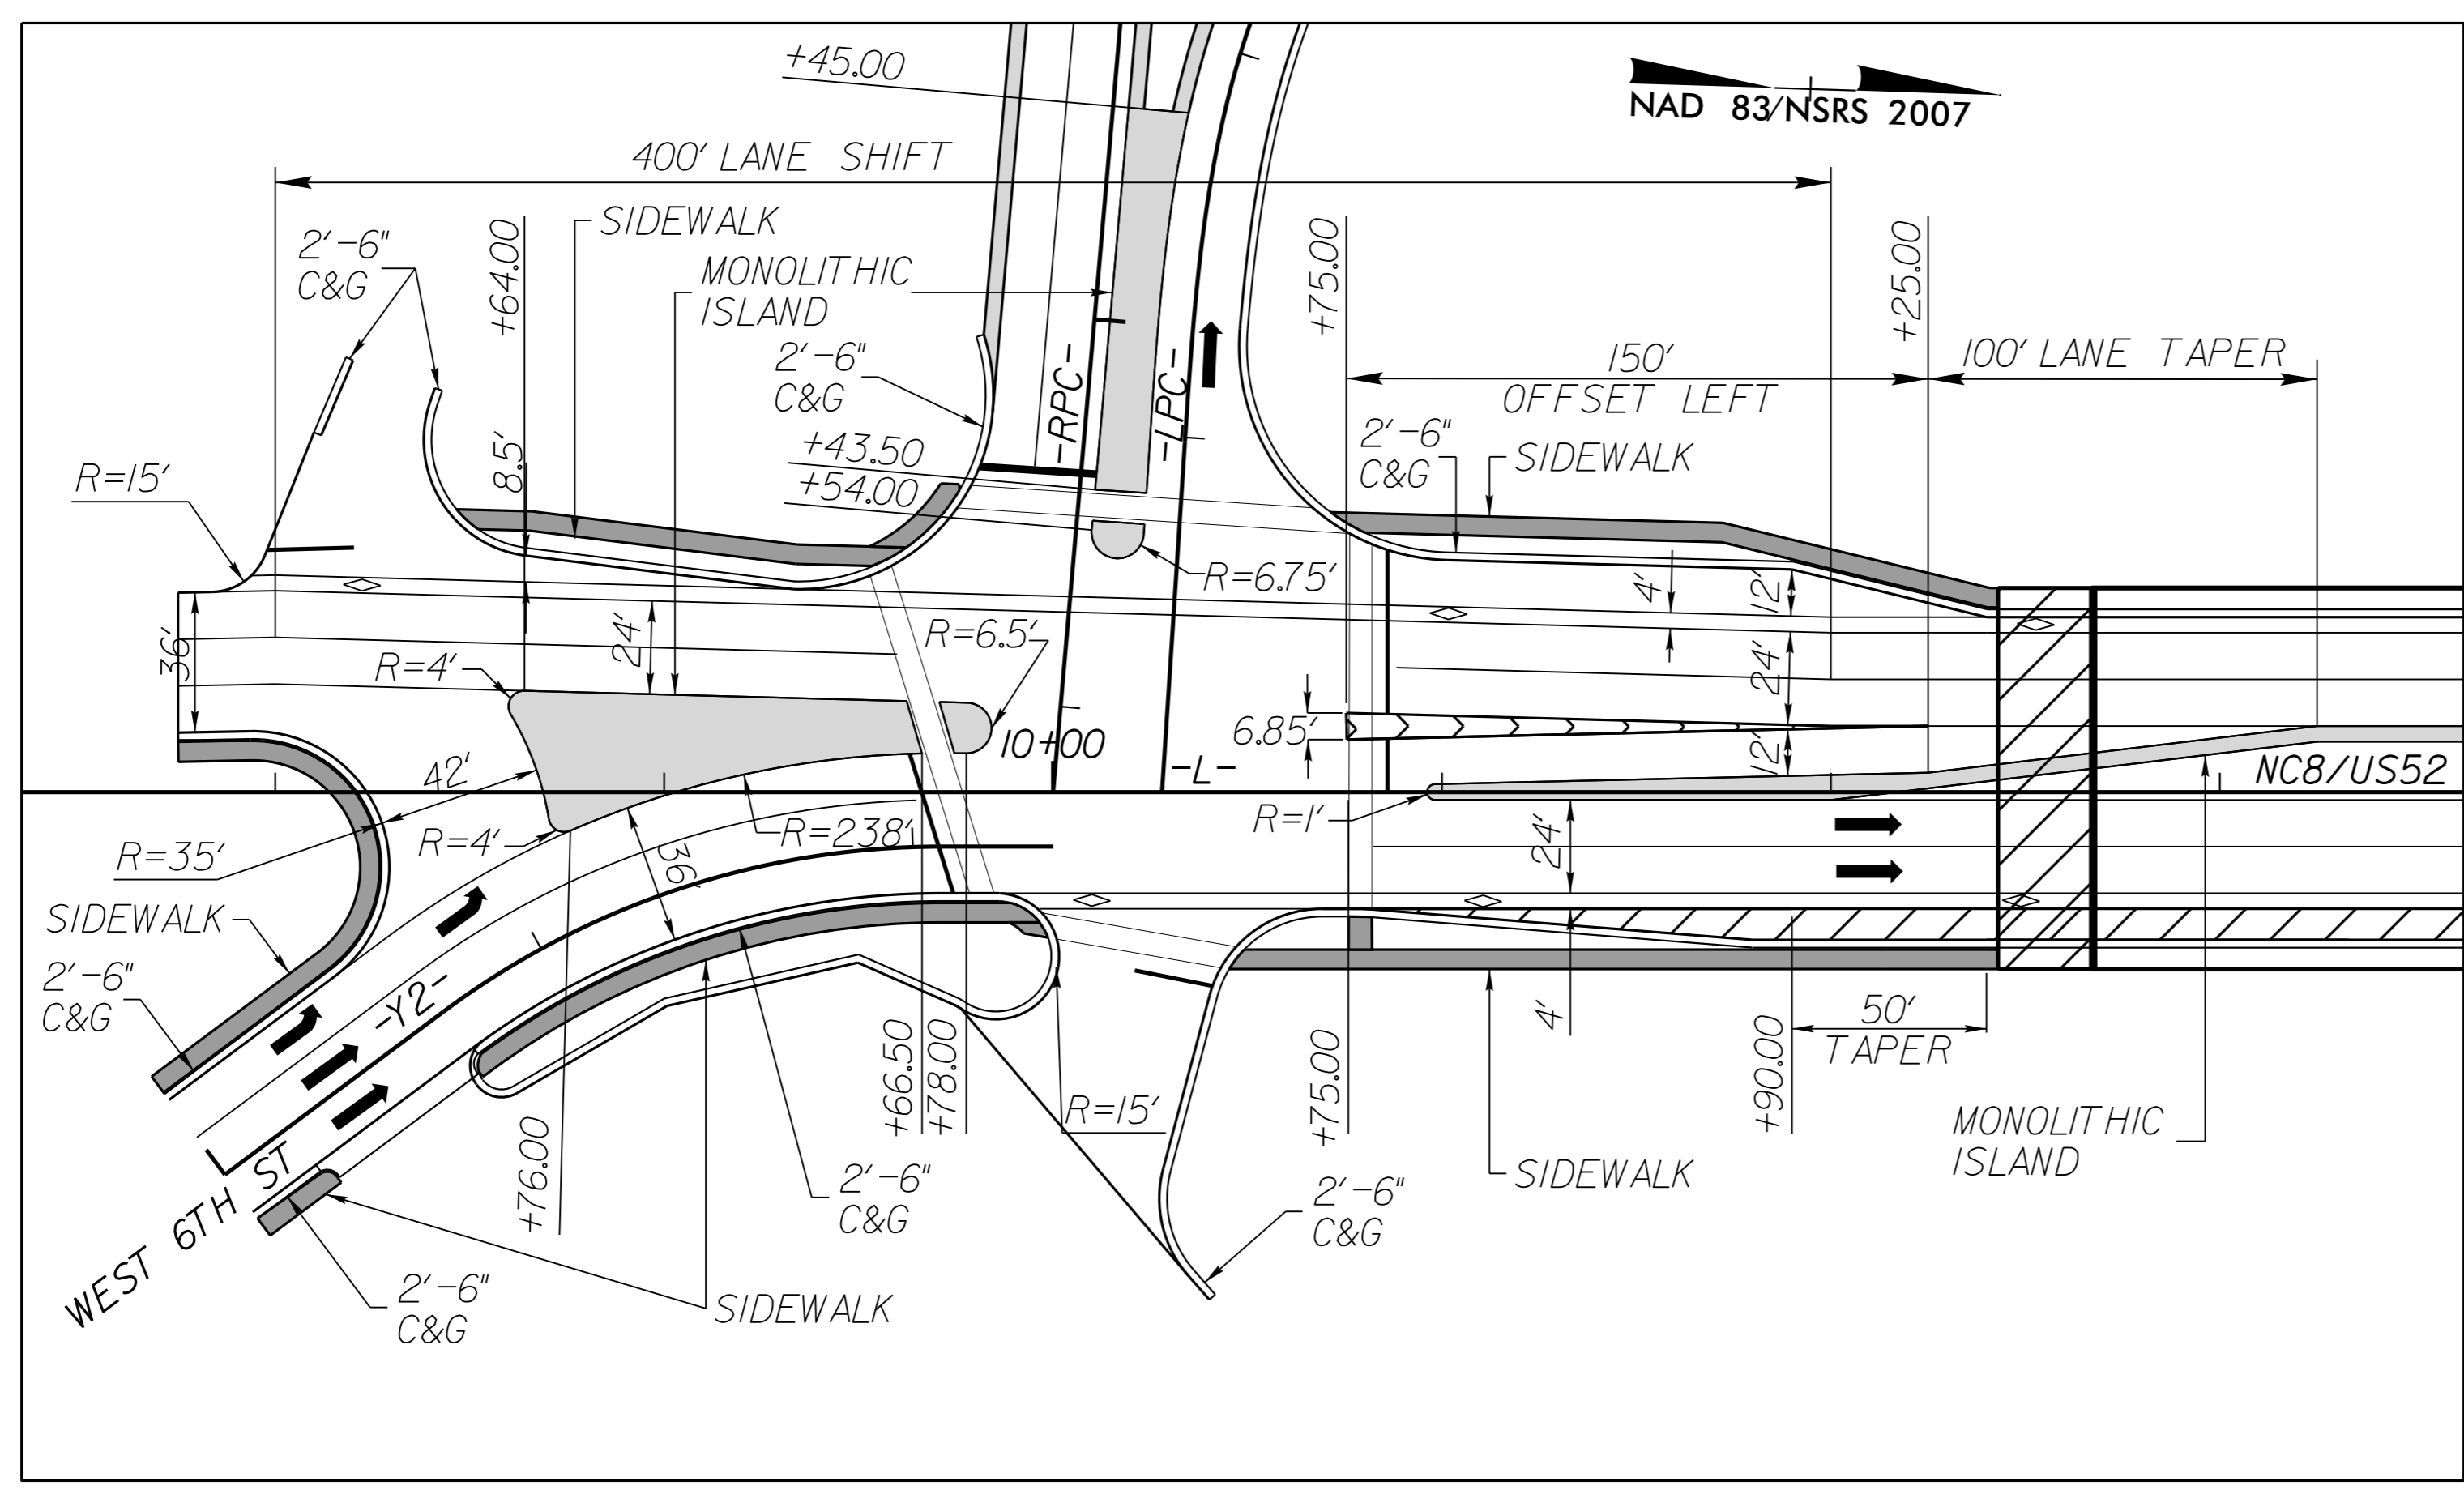 +45.00
NAD 83/NSRS 2007
400' LANE SHIFT
SIDEWALK
2'-6"
C&G
+64.00
MONOLITHIC
ISLAND
+75.00
+25.00
2'-6"
C&G
-RPC-
-LPC-
150'
OFFSET LEFT
100' LANE TAPER
8.5'
+43.50
+54.00
2'-6"
C&G
SIDEWALK
R=15'
R=6.75'
4'
12'
36'
24'
R=6.5'
R=4'
24'
6.85'
10+00
-L-
12'
NC8/US52
42'
R=4'
R=238'
R=1'
R=35'
36'
24'
SIDEWALK
2'-6"
C&G
-Y2-
+66.50
+78.00
4'
+75.00
+90.00
50'
TAPER
R=15'
+76.00
MONOLITHIC
ISLAND
WEST 6TH ST
2'-6"
C&G
SIDEWALK
2'-6"
C&G
2'-6"
C&G
SIDEWALK